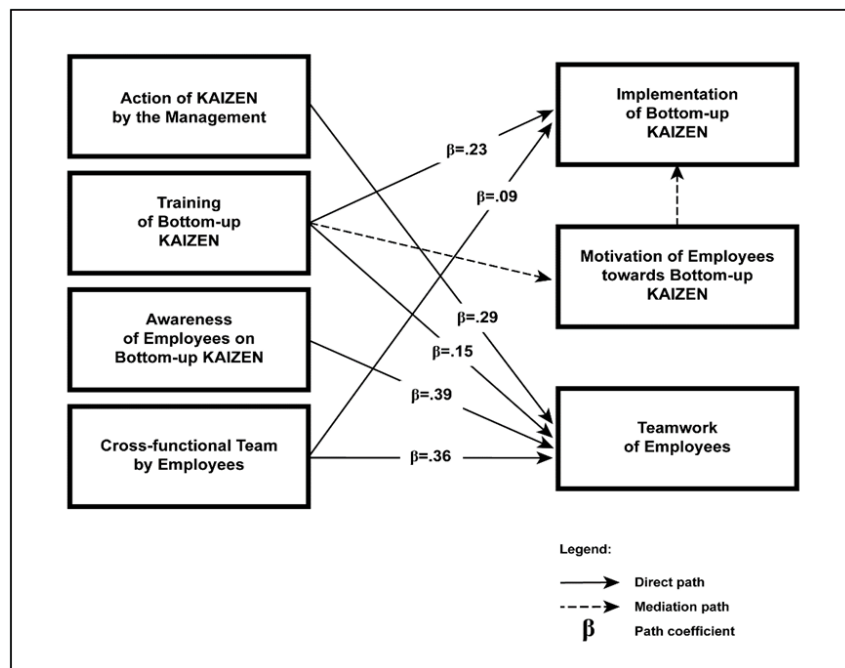 Action of KAIZEN
by the Management
Training
of Bottom-up
KAIZEN
Awareness
of Employees on
Bottom-up KAIZEN
Cross-functional Team
by Employees
β=.23
β=.09
β=.29
β=.15
β=.39
β=.36
Implementation
of Bottom-up
KAIZEN
Motivation of Employees
towards Bottom-up
KAIZEN
Teamwork
of Employees
Legend:
Direct path
Mediation path
β Path coefficient